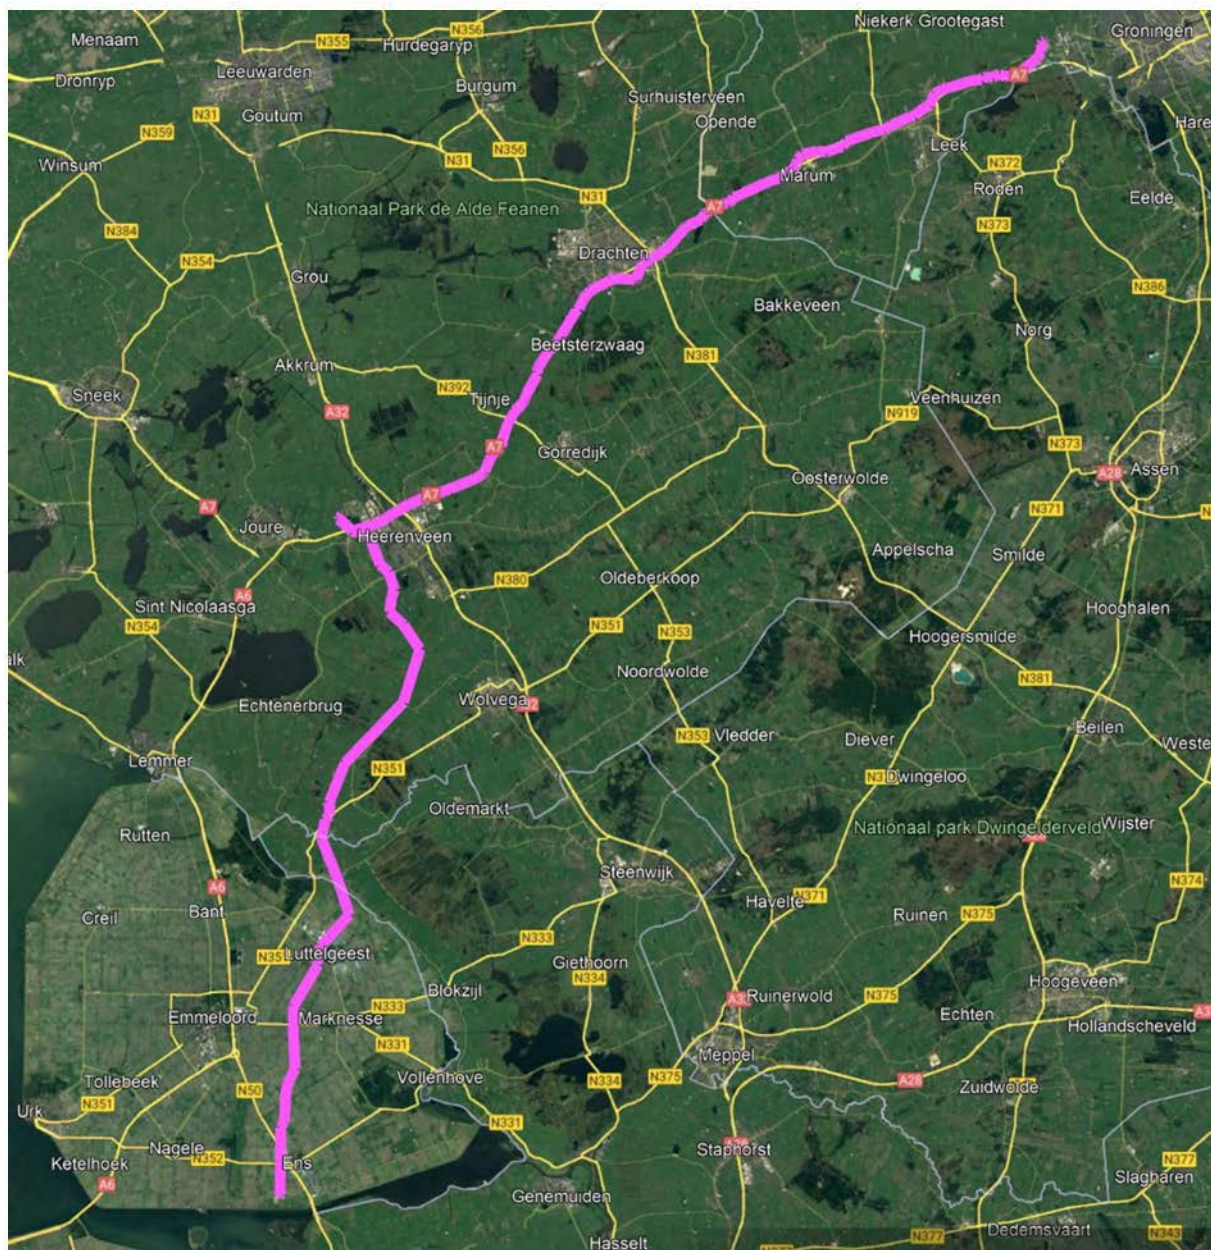 Menaam
N355
N356
Hurdegaryp
Niekerk Grootegast
Groningen
Dronryp
Leeuwarden
Burgum
Surhuisterveen
A7
N31
Goutum
Opende
Hare
N359
N356
Leek
Winsum
N31
Marum
N372
Roden
Eelde
N31
Nationaal Park de Alde Feanen
A7
N373
N384
Drachten
N354
Grou
N386
Bakkeveen
Norg
Beetsterzwaag
Akkrum
N381
N392
Sneek
Tijnje
A32
N919
Veenhuizen
A7
Gorredijk
N373
A28
Assen
Oosterwolde
A7
A7
N371
Joure
Heerenveen
Appelscha
Smilde
Oldeberkoop
N380
A6
Sint Nicolaasga
Hooghalen
N354
N351
N353
Hoogersmilde
alk
Noordwolde
N381
Echtenerbrug
Wolvega
N353
Vledder
Diever
Beilen
Weste
Lemmer
N351
Dwingeloo
Oldemarkt
Rutten
Nationaal park Dwingelderveld
Wijster
Steenwijk
A6
N371
N374
Creil
Bant
Havelte
Ruinen
N375
N333
Luttelgeest
Giethoorn
N334
Blokzijl
Hoogeveen
Ruinerwold
N375
Emmeloord
Marknesse
N333
Echten
Hollandscheveld
N331
Meppel
Tollebeek
Vollenhove
N334
N375
A28
Zuidwolde
N50
Urk
N351
N331
Nagele
N352
Ens
Staphorst
Ketelhoek
A6
N377
Slagharen
Genemuiden
Dedemsvaart
N377
N343
Hasselt